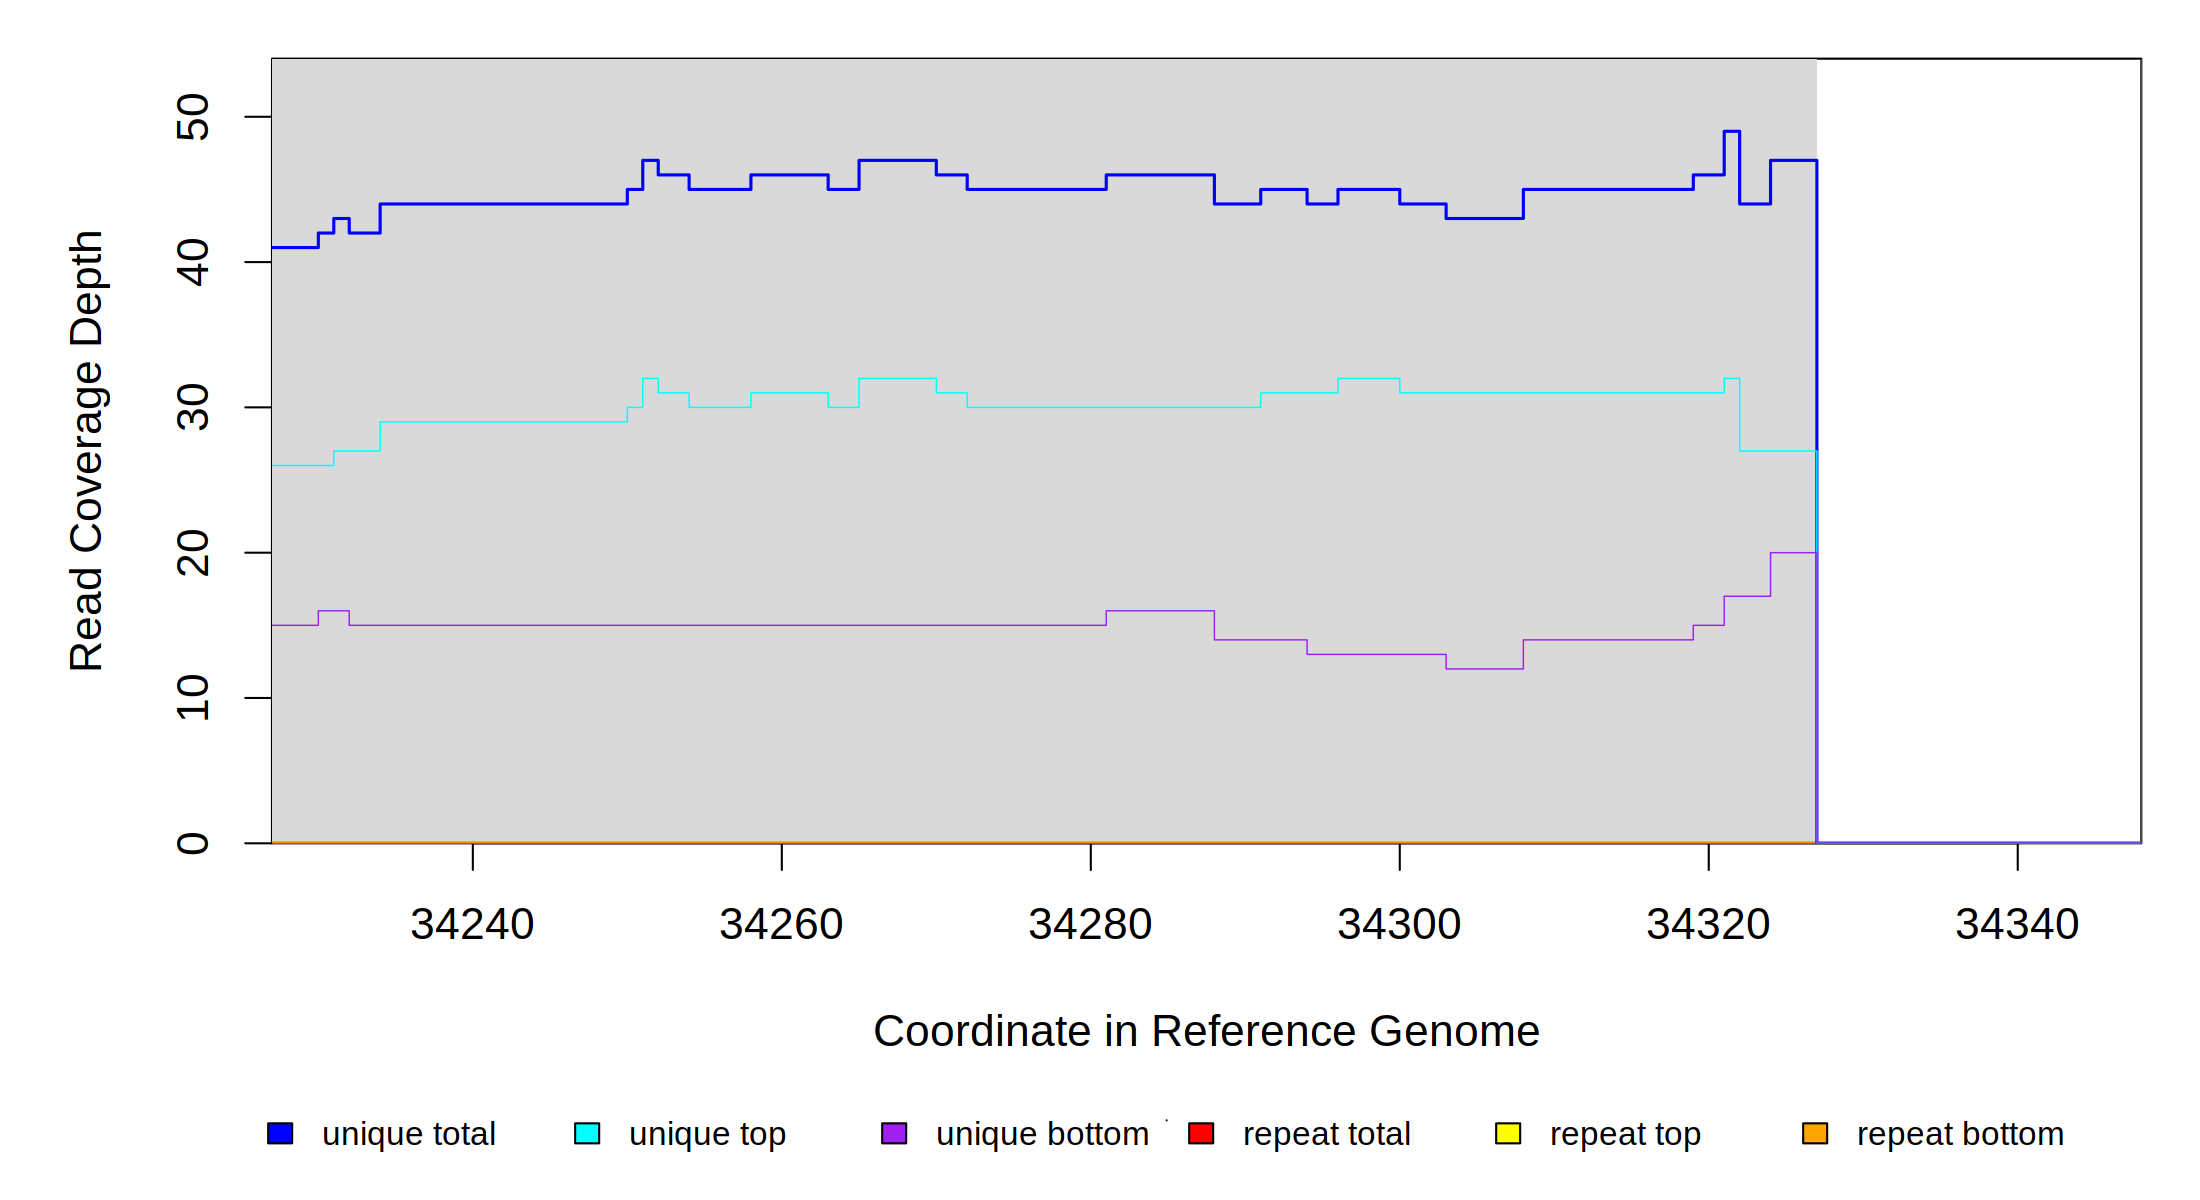 50
40
30
20
10
0
Read Coverage Depth
34240 34260 34280 34300 34320 34340
Coordinate in Reference Genome
unique total unique top unique bottom repeat total repeat top repeat bottom